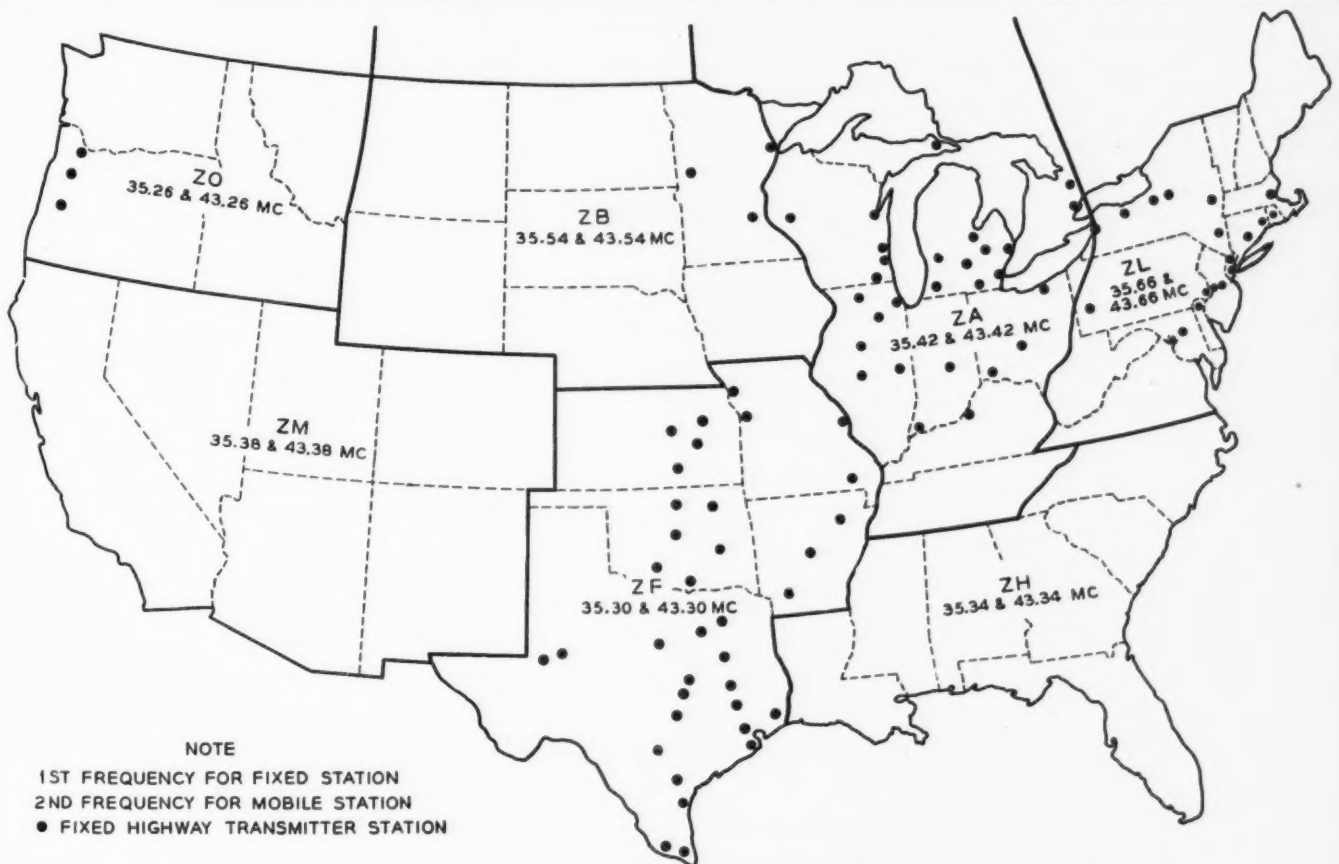 ZO
35.26 & 43.26 MC
ZB
35.54 & 43.54 MC
ZL
35.66 &
43.66 MC
ZA
35.42 & 43.42 MC
ZM
35.38 & 43.38 MC
ZF
35.30 & 43.30 MC
ZH
35.34 & 43.34 MC
NOTE
1ST FREQUENCY FOR FIXED STATION
2ND FREQUENCY FOR MOBILE STATION
● FIXED HIGHWAY TRANSMITTER STATION